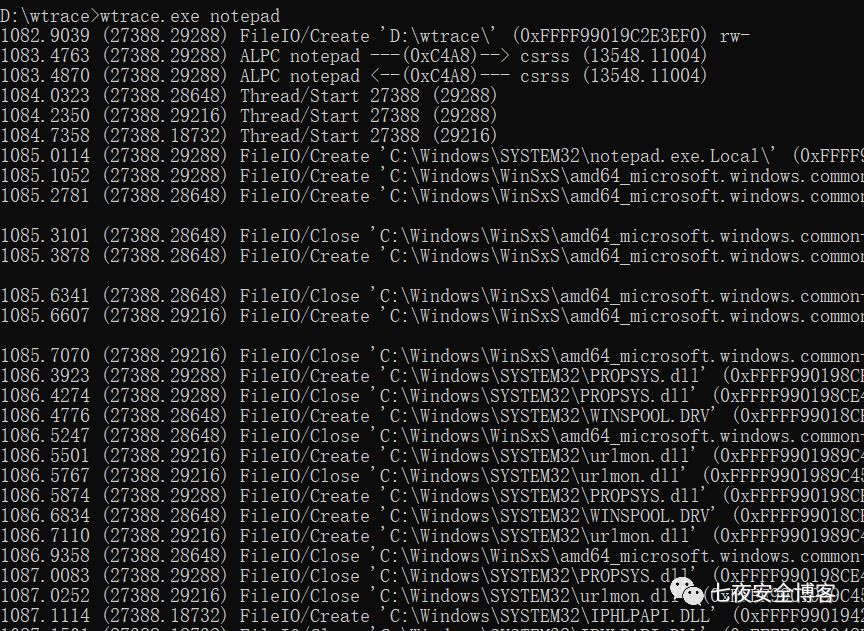 D:\wtrace>wtrace.exe notepad
1082.9039 (27388.29288) FileIO/Create 'D:\wtrace\' (0xFFFF99019C2E3EF0) rw-
1083.4763 (27388.29288) ALPC notepad ---(0xC4A8)--> csrss (13548.11004)
1083.4870 (27388.29288) ALPC notepad <--(0xC4A8)--- csrss (13548.11004)
1084.0323 (27388.28648) Thread/Start 27388 (29288)
1084.2350 (27388.29216) Thread/Start 27388 (29288)
1084.7358 (27388.18732) Thread/Start 27388 (29216)
1085.0114 (27388.29288) FileIO/Create 'C:\Windows\SYSTEM32\notepad.exe.Local\' (0xFFFF9
1085.1052 (27388.29288) FileIO/Create 'C:\Windows\WinSxS\amd64_microsoft.windows.common
1085.2781 (27388.28648) FileIO/Create 'C:\Windows\WinSxS\amd64_microsoft.windows.common
1085.3101 (27388.28648) FileIO/Close 'C:\Windows\WinSxS\amd64_microsoft.windows.common-
1085.3878 (27388.28648) FileIO/Create 'C:\Windows\WinSxS\amd64_microsoft.windows.common
1085.6341 (27388.28648) FileIO/Close 'C:\Windows\WinSxS\amd64_microsoft.windows.common-
1085.6607 (27388.29216) FileIO/Create 'C:\Windows\WinSxS\amd64_microsoft.windows.common
1085.7070 (27388.29216) FileIO/Close 'C:\Windows\WinSxS\amd64_microsoft.windows.common-
1086.3923 (27388.29288) FileIO/Create 'C:\Windows\SYSTEM32\PROPSYS.dll' (0xFFFF990198CE
1086.4274 (27388.29288) FileIO/Close 'C:\Windows\SYSTEM32\PROPSYS.dll' (0xFFFF990198CE4
1086.4776 (27388.28648) FileIO/Create 'C:\Windows\SYSTEM32\WINSPOOL.DRV' (0xFFFF99018CE
1086.5247 (27388.28648) FileIO/Close 'C:\Windows\WinSxS\amd64_microsoft.windows.common-
1086.5501 (27388.29216) FileIO/Create 'C:\Windows\SYSTEM32\urlmon.dll' (0xFFFF9901989C4
1086.5767 (27388.29216) FileIO/Close 'C:\Windows\SYSTEM32\urlmon.dll' (0xFFFF9901989C45
1086.5874 (27388.29288) FileIO/Create 'C:\Windows\SYSTEM32\PROPSYS.dll' (0xFFFF990198CE
1086.6834 (27388.28648) FileIO/Create 'C:\Windows\SYSTEM32\WINSPOOL.DRV' (0xFFFF99018CE
1086.7110 (27388.29216) FileIO/Create 'C:\Windows\SYSTEM32\urlmon.dll' (0xFFFF9901989C4
1086.9358 (27388.28648) FileIO/Close 'C:\Windows\WinSxS\amd64_microsoft.windows.common-
1087.0083 (27388.29288) FileIO/Close 'C:\Windows\SYSTEM32\PROPSYS.dll' (0xFFFF990198CE4
1087.0252 (27388.29216) FileIO/Close 'C:\Windows\SYSTEM32\urlmon.dll'
七夜安全博客
1087.1114 (27388.18732) FileIO/Create 'C:\Windows\SYSTEM32\IPHLPAPI.DLL' (0xFFFF990194